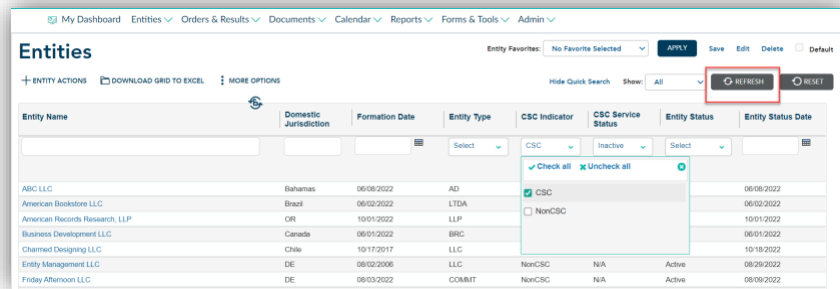 My Dashboard Entities Orders & Results Documents Calendar Reports Forms & Tools Admin
Entities
Entity Favorites: No Favorite Selected APPLY Save Edit Delete Default
ENTITY ACTIONS DOWNLOAD GRID TO EXCEL MORE OPTIONS Hide Quick Search Show: All REFRESH RESET
Entity Name Domestic Jurisdiction Formation Date Entity Type CSC Indicator CSC Service Status Entity Status Entity Status Date
Select CSC Inactive Select
Check all Uncheck all
ABC LLC Bahamas 06/08/2022 AD CSC 06/08/2022
American Bookstore LLC Brazil 06/02/2022 LTDA 06/02/2022
American Records Research, LLP OR 10/01/2022 LLP NonCSC 10/01/2022
Business Development LLC Canada 06/01/2022 BRC 06/01/2022
Charmed Designing LLC Chile 10/17/2017 LLC 10/18/2022
Entity Management LLC DE 08/02/2006 LLC NonCSC N/A Active 08/29/2022
Friday Afternoon LLC DE 08/03/2022 COMMT NonCSC N/A Active 08/09/2022